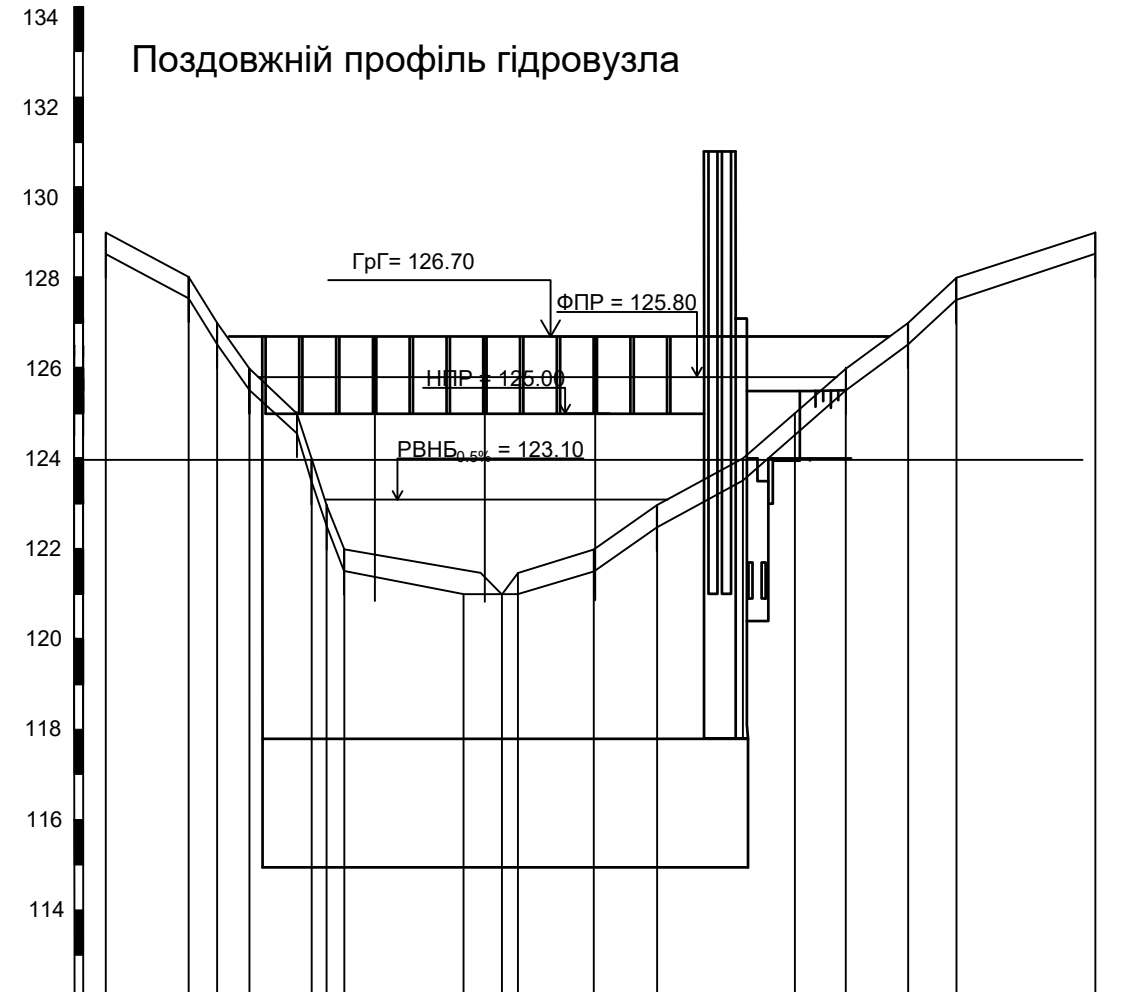 134
Поздовжній профіль гідровузла
132
130
128
ГрГ= 126.70
ФПР = 125.80
126
НПР = 125.00
124
РВНБ0.5% = 123.10
122
120
118
116
114